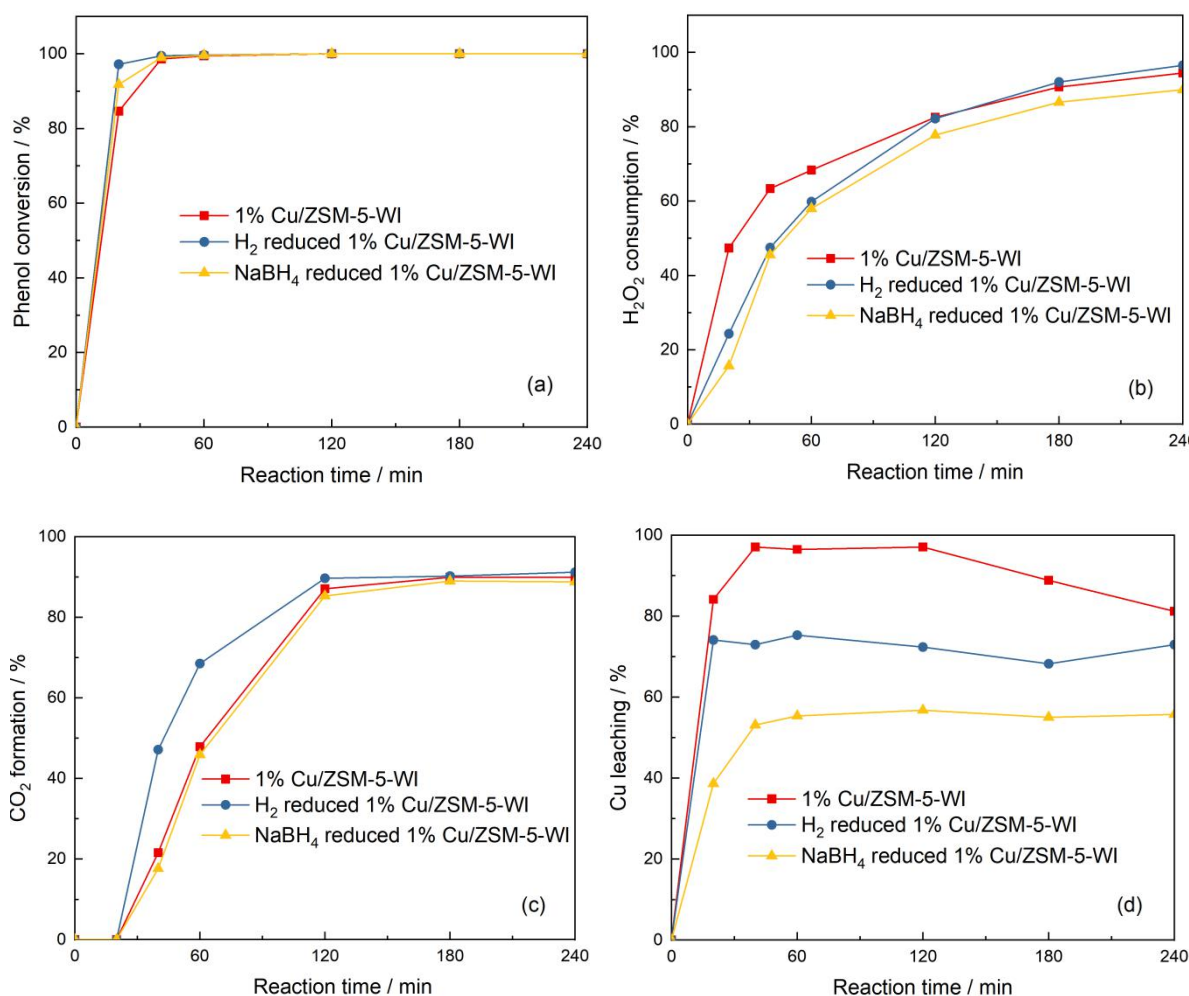 100
80
60
40
20
0
Phenol conversion / %
1% Cu/ZSM-5-WI
H₂ reduced 1% Cu/ZSM-5-WI
NaBH₄ reduced 1% Cu/ZSM-5-WI
(a)
0 60 120 180 240
Reaction time / min
100
80
60
40
20
0
H₂O₂ consumption / %
1% Cu/ZSM-5-WI
H₂ reduced 1% Cu/ZSM-5-WI
NaBH₄ reduced 1% Cu/ZSM-5-WI
(b)
0 60 120 180 240
Reaction time / min
100
80
60
40
20
0
CO₂ formation / %
1% Cu/ZSM-5-WI
H₂ reduced 1% Cu/ZSM-5-WI
NaBH₄ reduced 1% Cu/ZSM-5-WI
(c)
0 60 120 180 240
Reaction time / min
100
80
60
40
20
0
Cu leaching / %
1% Cu/ZSM-5-WI
H₂ reduced 1% Cu/ZSM-5-WI
NaBH₄ reduced 1% Cu/ZSM-5-WI
(d)
0 60 120 180 240
Reaction time / min